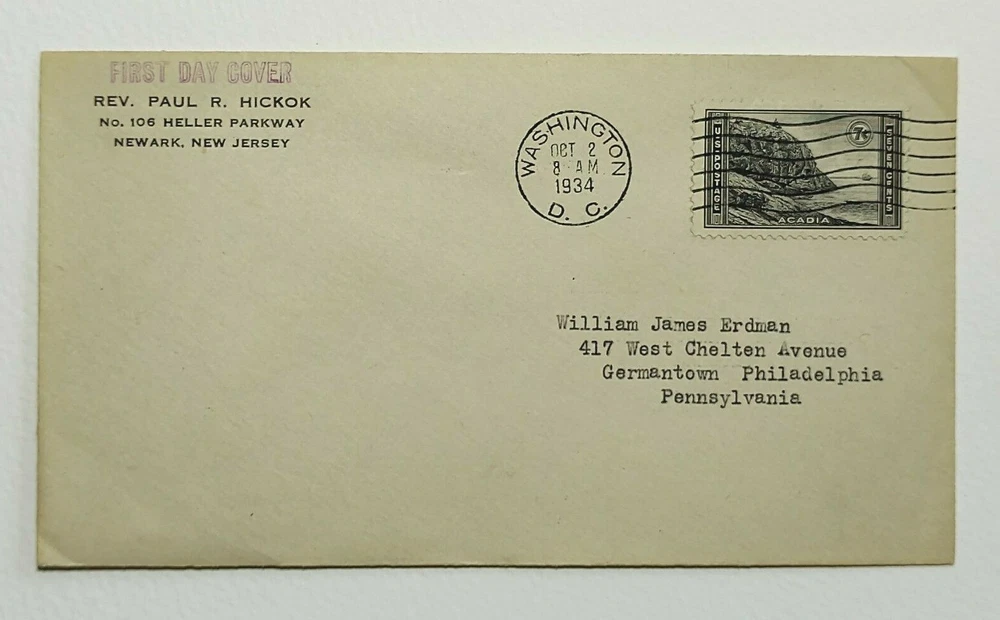 FIRST DAY COVER
REV. PAUL R. HICKOK
No. 106 HELLER PARKWAY
NEWARK, NEW JERSEY
WASHINGTON
OCT 2
8 AM
1934
D. C.
U.S. POSTAGE
7¢
SEVEN CENTS
ACADIA
William James Erdman
417 West Chelten Avenue
Germantown Philadelphia
Pennsylvania